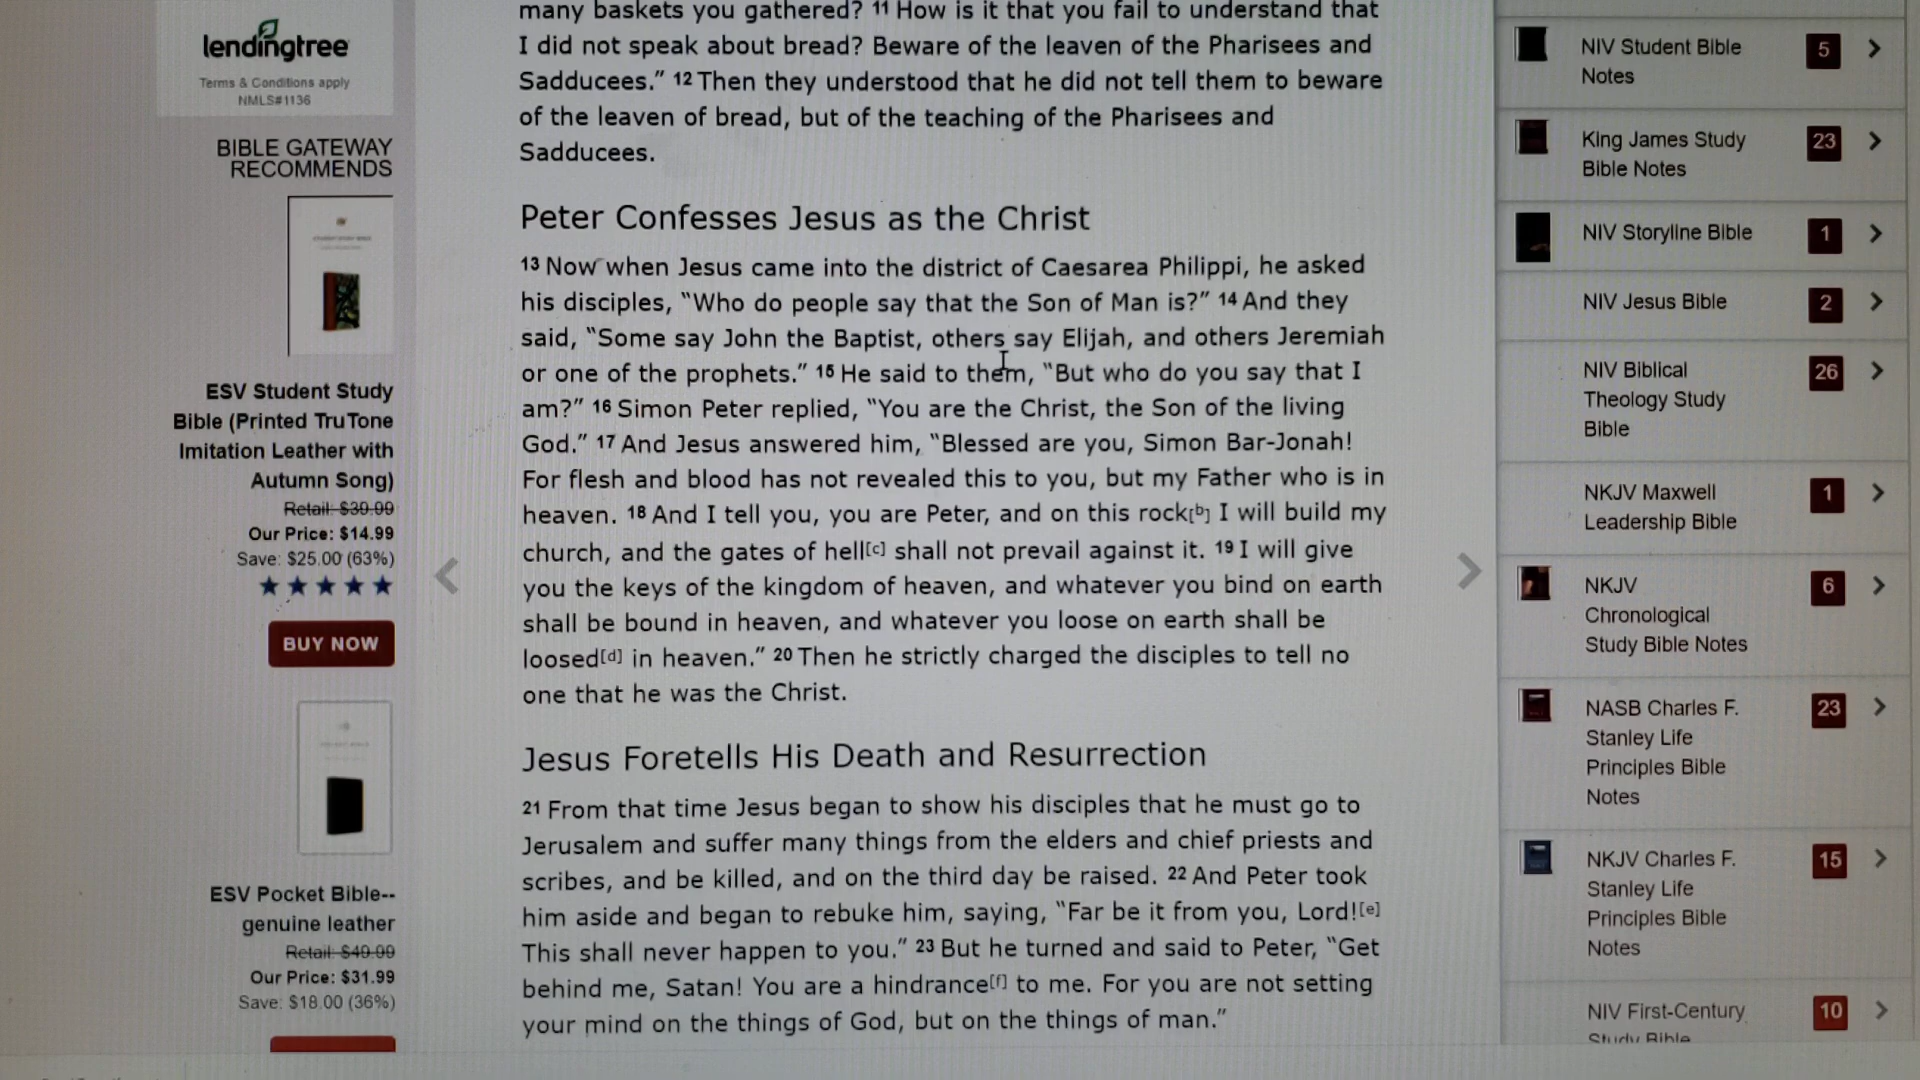 lendingtree
Terms & Conditions apply
NMLS#1136
BIBLE GATEWAY
RECOMMENDS
ESV Student Study
Bible (Printed TruTone
Imitation Leather with
Autumn Song)
Retail: $39.99
Our Price: $14.99
Save: $25.00 (63%)
BUY NOW
ESV Pocket Bible--
genuine leather
Retail: $49.99
Our Price: $31.99
Save: $18.00 (36%)
many baskets you gathered? 11 How is it that you fail to understand that
I did not speak about bread? Beware of the leaven of the Pharisees and
Sadducees.” 12 Then they understood that he did not tell them to beware
of the leaven of bread, but of the teaching of the Pharisees and
Sadducees.
Peter Confesses Jesus as the Christ
13 Now when Jesus came into the district of Caesarea Philippi, he asked
his disciples, “Who do people say that the Son of Man is?” 14 And they
said, “Some say John the Baptist, others say Elijah, and others Jeremiah
or one of the prophets.” 15 He said to them, “But who do you say that I
am?” 16 Simon Peter replied, “You are the Christ, the Son of the living
God.” 17 And Jesus answered him, “Blessed are you, Simon Bar-Jonah!
For flesh and blood has not revealed this to you, but my Father who is in
heaven. 18 And I tell you, you are Peter, and on this rock[b] I will build my
church, and the gates of hell[c] shall not prevail against it. 19 I will give
you the keys of the kingdom of heaven, and whatever you bind on earth
shall be bound in heaven, and whatever you loose on earth shall be
loosed[d] in heaven.” 20 Then he strictly charged the disciples to tell no
one that he was the Christ.
Jesus Foretells His Death and Resurrection
21 From that time Jesus began to show his disciples that he must go to
Jerusalem and suffer many things from the elders and chief priests and
scribes, and be killed, and on the third day be raised. 22 And Peter took
him aside and began to rebuke him, saying, “Far be it from you, Lord![e]
This shall never happen to you.” 23 But he turned and said to Peter, “Get
behind me, Satan! You are a hindrance[f] to me. For you are not setting
your mind on the things of God, but on the things of man.”
NIV Student Bible 5
Notes
King James Study 23
Bible Notes
NIV Storyline Bible 1
NIV Jesus Bible 2
NIV Biblical 26
Theology Study
Bible
NKJV Maxwell 1
Leadership Bible
NKJV 6
Chronological
Study Bible Notes
NASB Charles F. 23
Stanley Life
Principles Bible
Notes
NKJV Charles F. 15
Stanley Life
Principles Bible
Notes
NIV First-Century 10
Study Bible